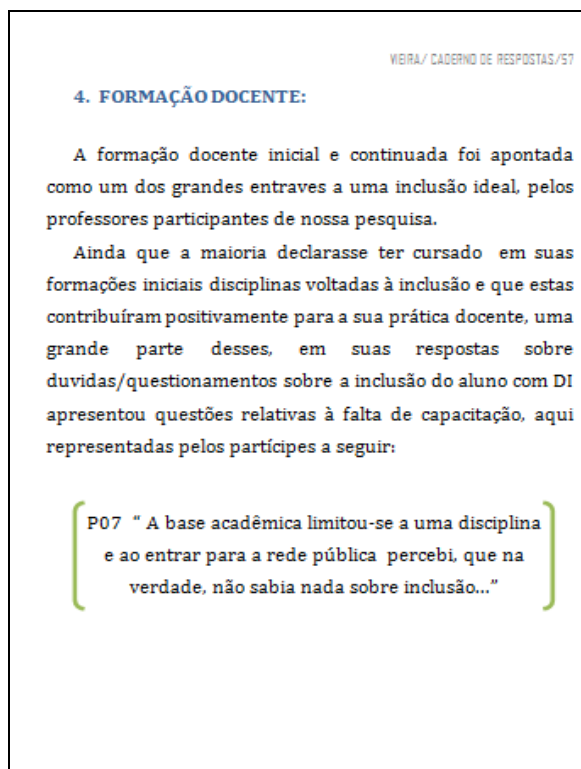 VIEIRA/ CADERNO DE RESPOSTAS/57
4. FORMAÇÃO DOCENTE:
A formação docente inicial e continuada foi apontada
como um dos grandes entraves a uma inclusão ideal, pelos
professores participantes de nossa pesquisa.
Ainda que a maioria declarasse ter cursado em suas
formações iniciais disciplinas voltadas à inclusão e que estas
contribuíram positivamente para a sua prática docente, uma
grande parte desses, em suas respostas sobre
duvidas/questionamentos sobre a inclusão do aluno com DI
apresentou questões relativas à falta de capacitação, aqui
representadas pelos partícipes a seguir:
P07 “ A base acadêmica limitou-se a uma disciplina
e ao entrar para a rede pública percebi, que na
verdade, não sabia nada sobre inclusão...”